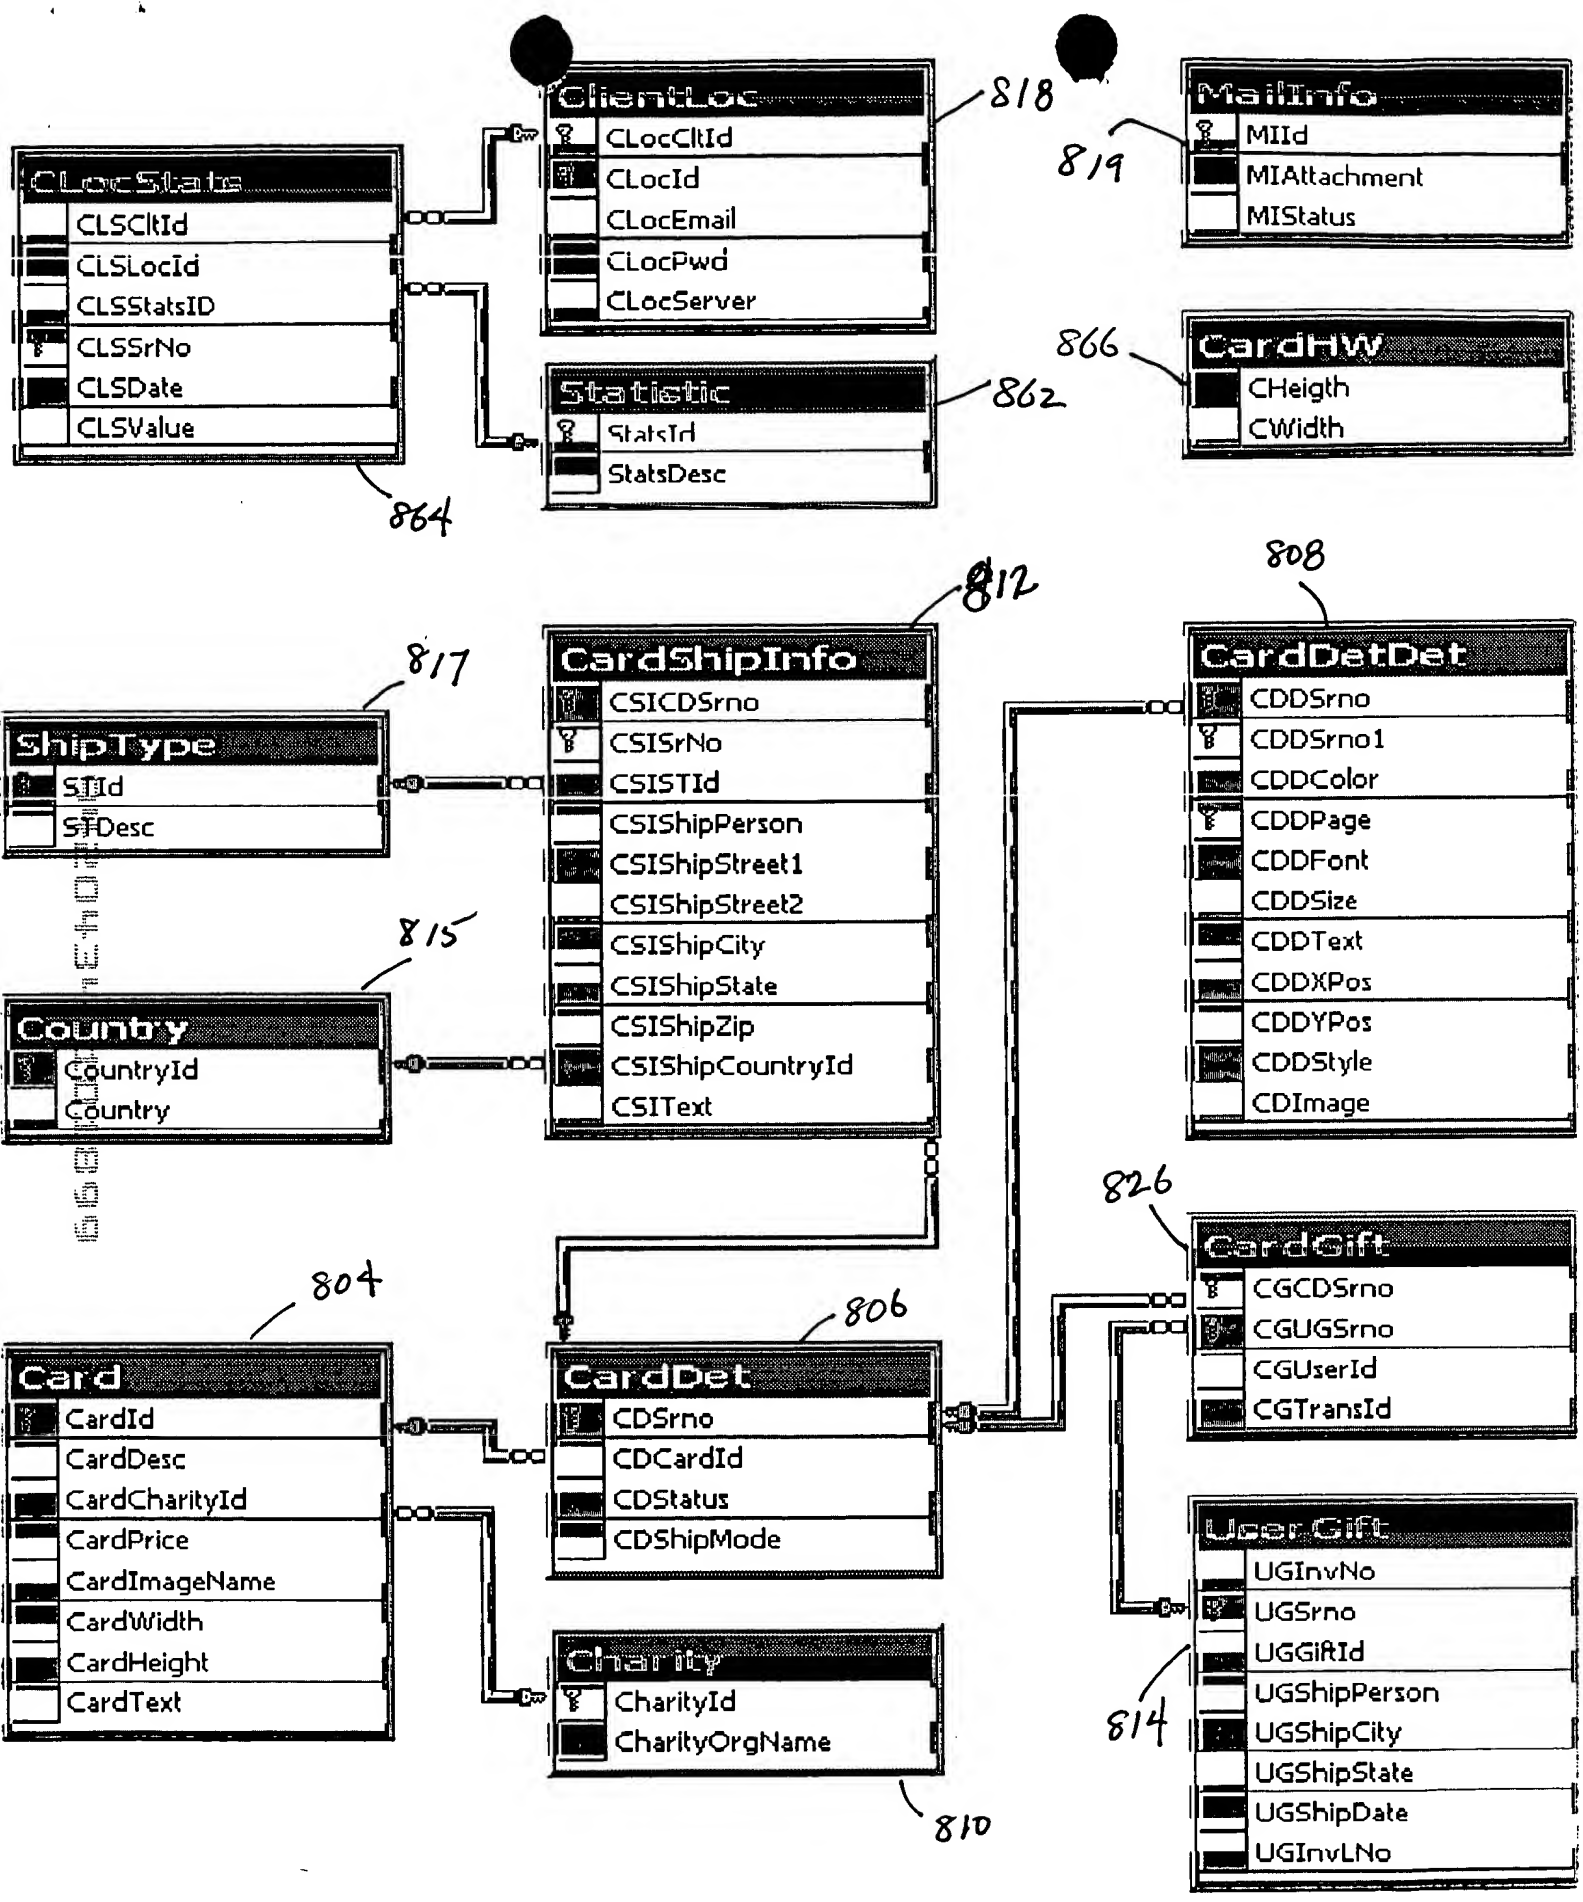 ClientLoc
CLocCltId
CLocId
CLocEmail
CLocPwd
CLocServer
818
MailInfo
MIId
MIAttachment
MIStatus
819
CLocStats
CLSCltId
CLSLocId
CLSStatsID
CLSSrNo
CLSDate
CLSValue
864
Statistic
StatsId
StatsDesc
862
CardHW
CHeigth
CWidth
866
ShipType
STId
STDesc
817
CardShipInfo
CSICDSrno
CSISrNo
CSISTId
CSIShipPerson
CSIShipStreet1
CSIShipStreet2
CSIShipCity
CSIShipState
CSIShipZip
CSIShipCountryId
CSIText
812
CardDetDet
CDDSrno
CDDSrno1
CDDColor
CDDPage
CDDFont
CDDSize
CDDText
CDDXPos
CDDYPos
CDDStyle
CDImage
808
Country
CountryId
Country
815
Card
CardId
CardDesc
CardCharityId
CardPrice
CardImageName
CardWidth
CardHeight
CardText
804
CardDet
CDSrno
CDCardId
CDStatus
CDShipMode
806
CardGift
CGCDSrno
CGUGSrno
CGUserId
CGTransId
826
Charity
CharityId
CharityOrgName
810
UserGift
UGInvNo
UGSrno
UGGiftId
UGShipPerson
UGShipCity
UGShipState
UGShipDate
UGInvLNo
814